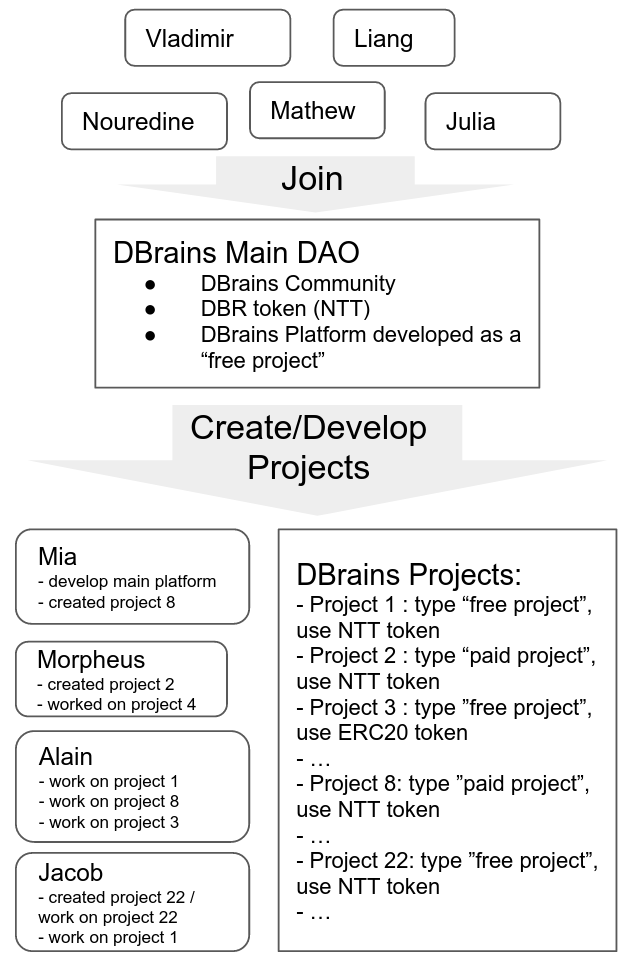 Vladimir
Liang
Nouredine
Mathew
Julia
Join
DBrains Main DAO
● DBrains Community
● DBR token (NTT)
● DBrains Platform developed as a
“free project”
Create/Develop
Projects
Mia
- develop main platform
- created project 8
Morpheus
- created project 2
- worked on project 4
Alain
- work on project 1
- work on project 8
- work on project 3
Jacob
- created project 22 /
work on project 22
- work on project 1
DBrains Projects:
- Project 1 : type “free project”,
use NTT token
- Project 2 : type “paid project”,
use NTT token
- Project 3 : type ”free project”,
use ERC20 token
- …
- Project 8: type ”paid project”,
use NTT token
- …
- Project 22: type ”free project”,
use NTT token
- …